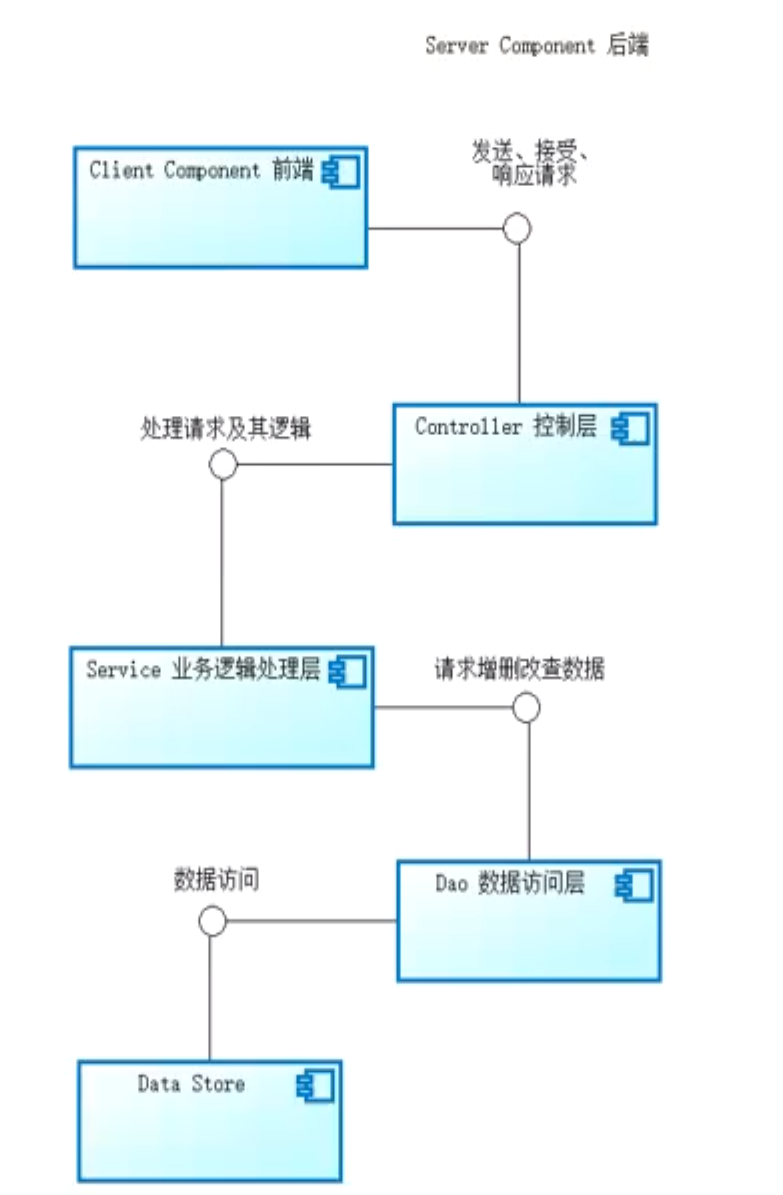 Server Component 后端
发送、接受、
响应请求
Client Component 前端
处理请求及其逻辑
Controller 控制层
Service 业务逻辑处理层
请求增删改查数据
数据访问
Dao 数据访问层
Data Store